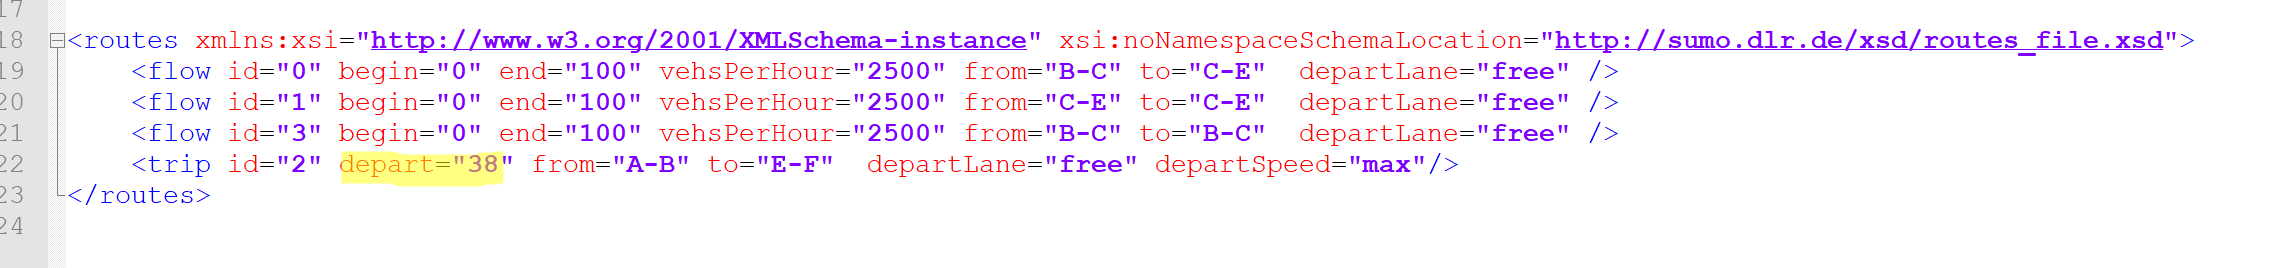 17
18 <routes xmlns:xsi="http://www.w3.org/2001/XMLSchema-instance" xsi:noNamespaceSchemaLocation="http://sumo.dlr.de/xsd/routes_file.xsd">
19 <flow id="0" begin="0" end="100" vehsPerHour="2500" from="B-C" to="C-E"  departLane="free" />
20 <flow id="1" begin="0" end="100" vehsPerHour="2500" from="C-E" to="C-E"  departLane="free" />
21 <flow id="3" begin="0" end="100" vehsPerHour="2500" from="B-C" to="B-C"  departLane="free" />
22 <trip id="2" depart="38" from="A-B" to="E-F"  departLane="free" departSpeed="max"/>
23 </routes>
24